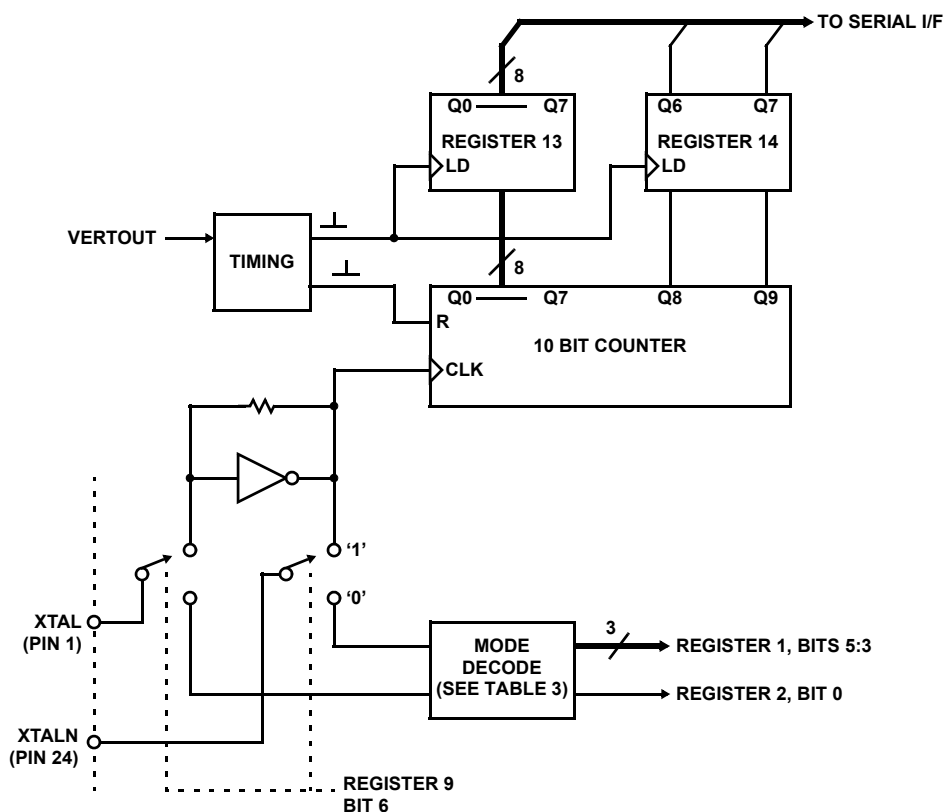 TO SERIAL I/F
8
Q0 Q7
REGISTER 13
LD
Q6 Q7
REGISTER 14
LD
VERTOUT
TIMING
8
Q0 Q7 Q8 Q9
R
10 BIT COUNTER
CLK
‘1’
‘0’
XTAL
(PIN 1)
XTALN
(PIN 24)
MODE
DECODE
(SEE TABLE 3)
3
REGISTER 1, BITS 5:3
REGISTER 2, BIT 0
REGISTER 9
BIT 6